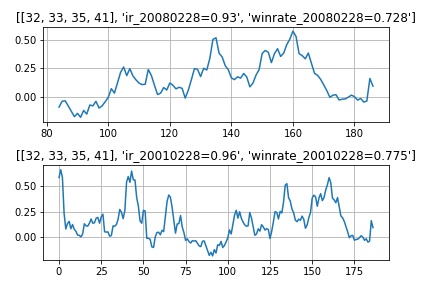 [[32, 33, 35, 41], 'ir_20080228=0.93', 'winrate_20080228=0.728']
0.50
0.25
0.00
80 100 120 140 160 180
[[32, 33, 35, 41], 'ir_20010228=0.96', 'winrate_20010228=0.775']
0.50
0.25
0.00
0 25 50 75 100 125 150 175